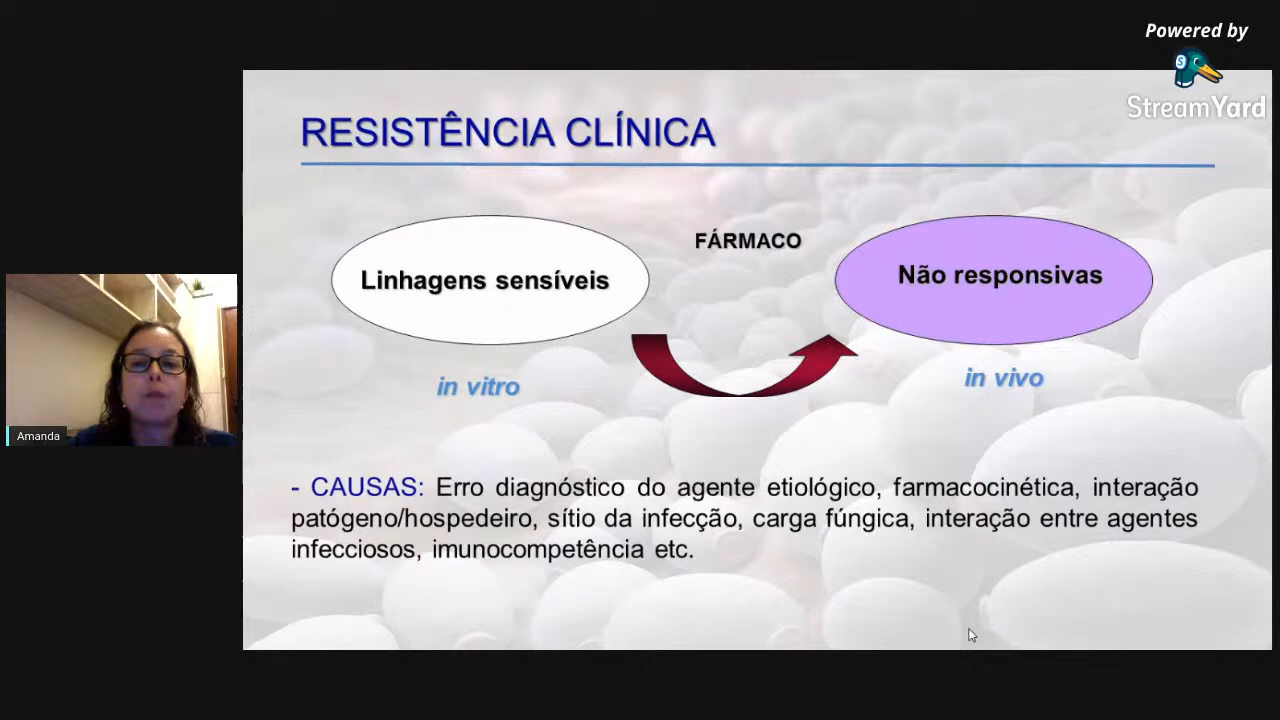 Powered by
StreamYard
RESISTÊNCIA CLÍNICA
FÁRMACO
Linhagens sensíveis
Não responsivas
in vitro
in vivo
- CAUSAS: Erro diagnóstico do agente etiológico, farmacocinética, interação
patógeno/hospedeiro, sítio da infecção, carga fúngica, interação entre agentes
infecciosos, imunocompetência etc.
Amanda